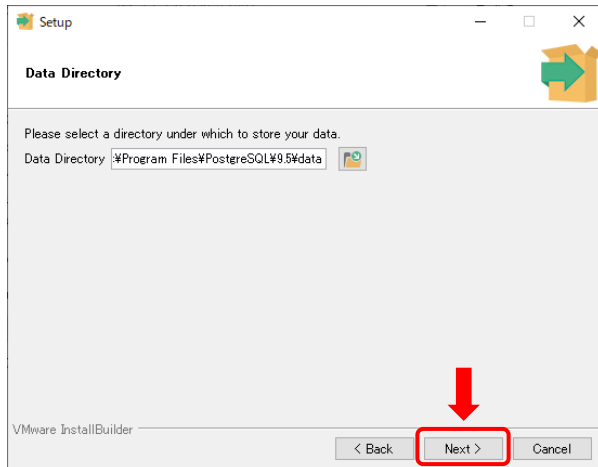 Setup
Data Directory
Please select a directory under which to store your data.
Data Directory :¥Program Files¥PostgreSQL¥9.5¥data
VMware InstallBuilder
< Back Next > Cancel